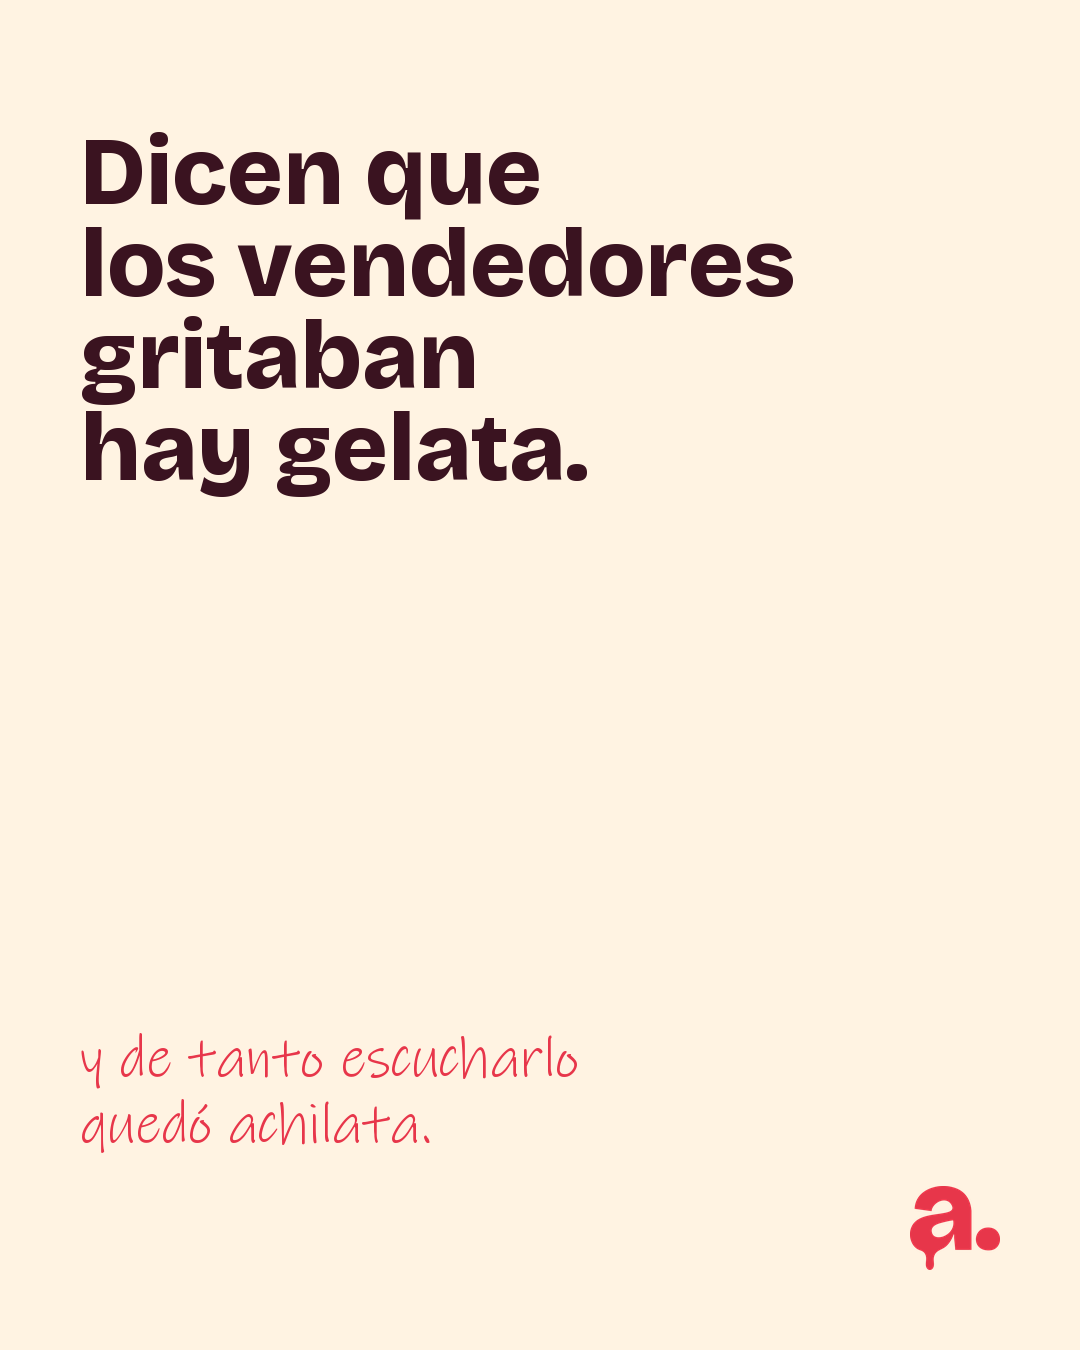 Dicen que
los vendedores
gritaban
hay gelata.
y de tanto escucharlo
quedó achilata.
a.